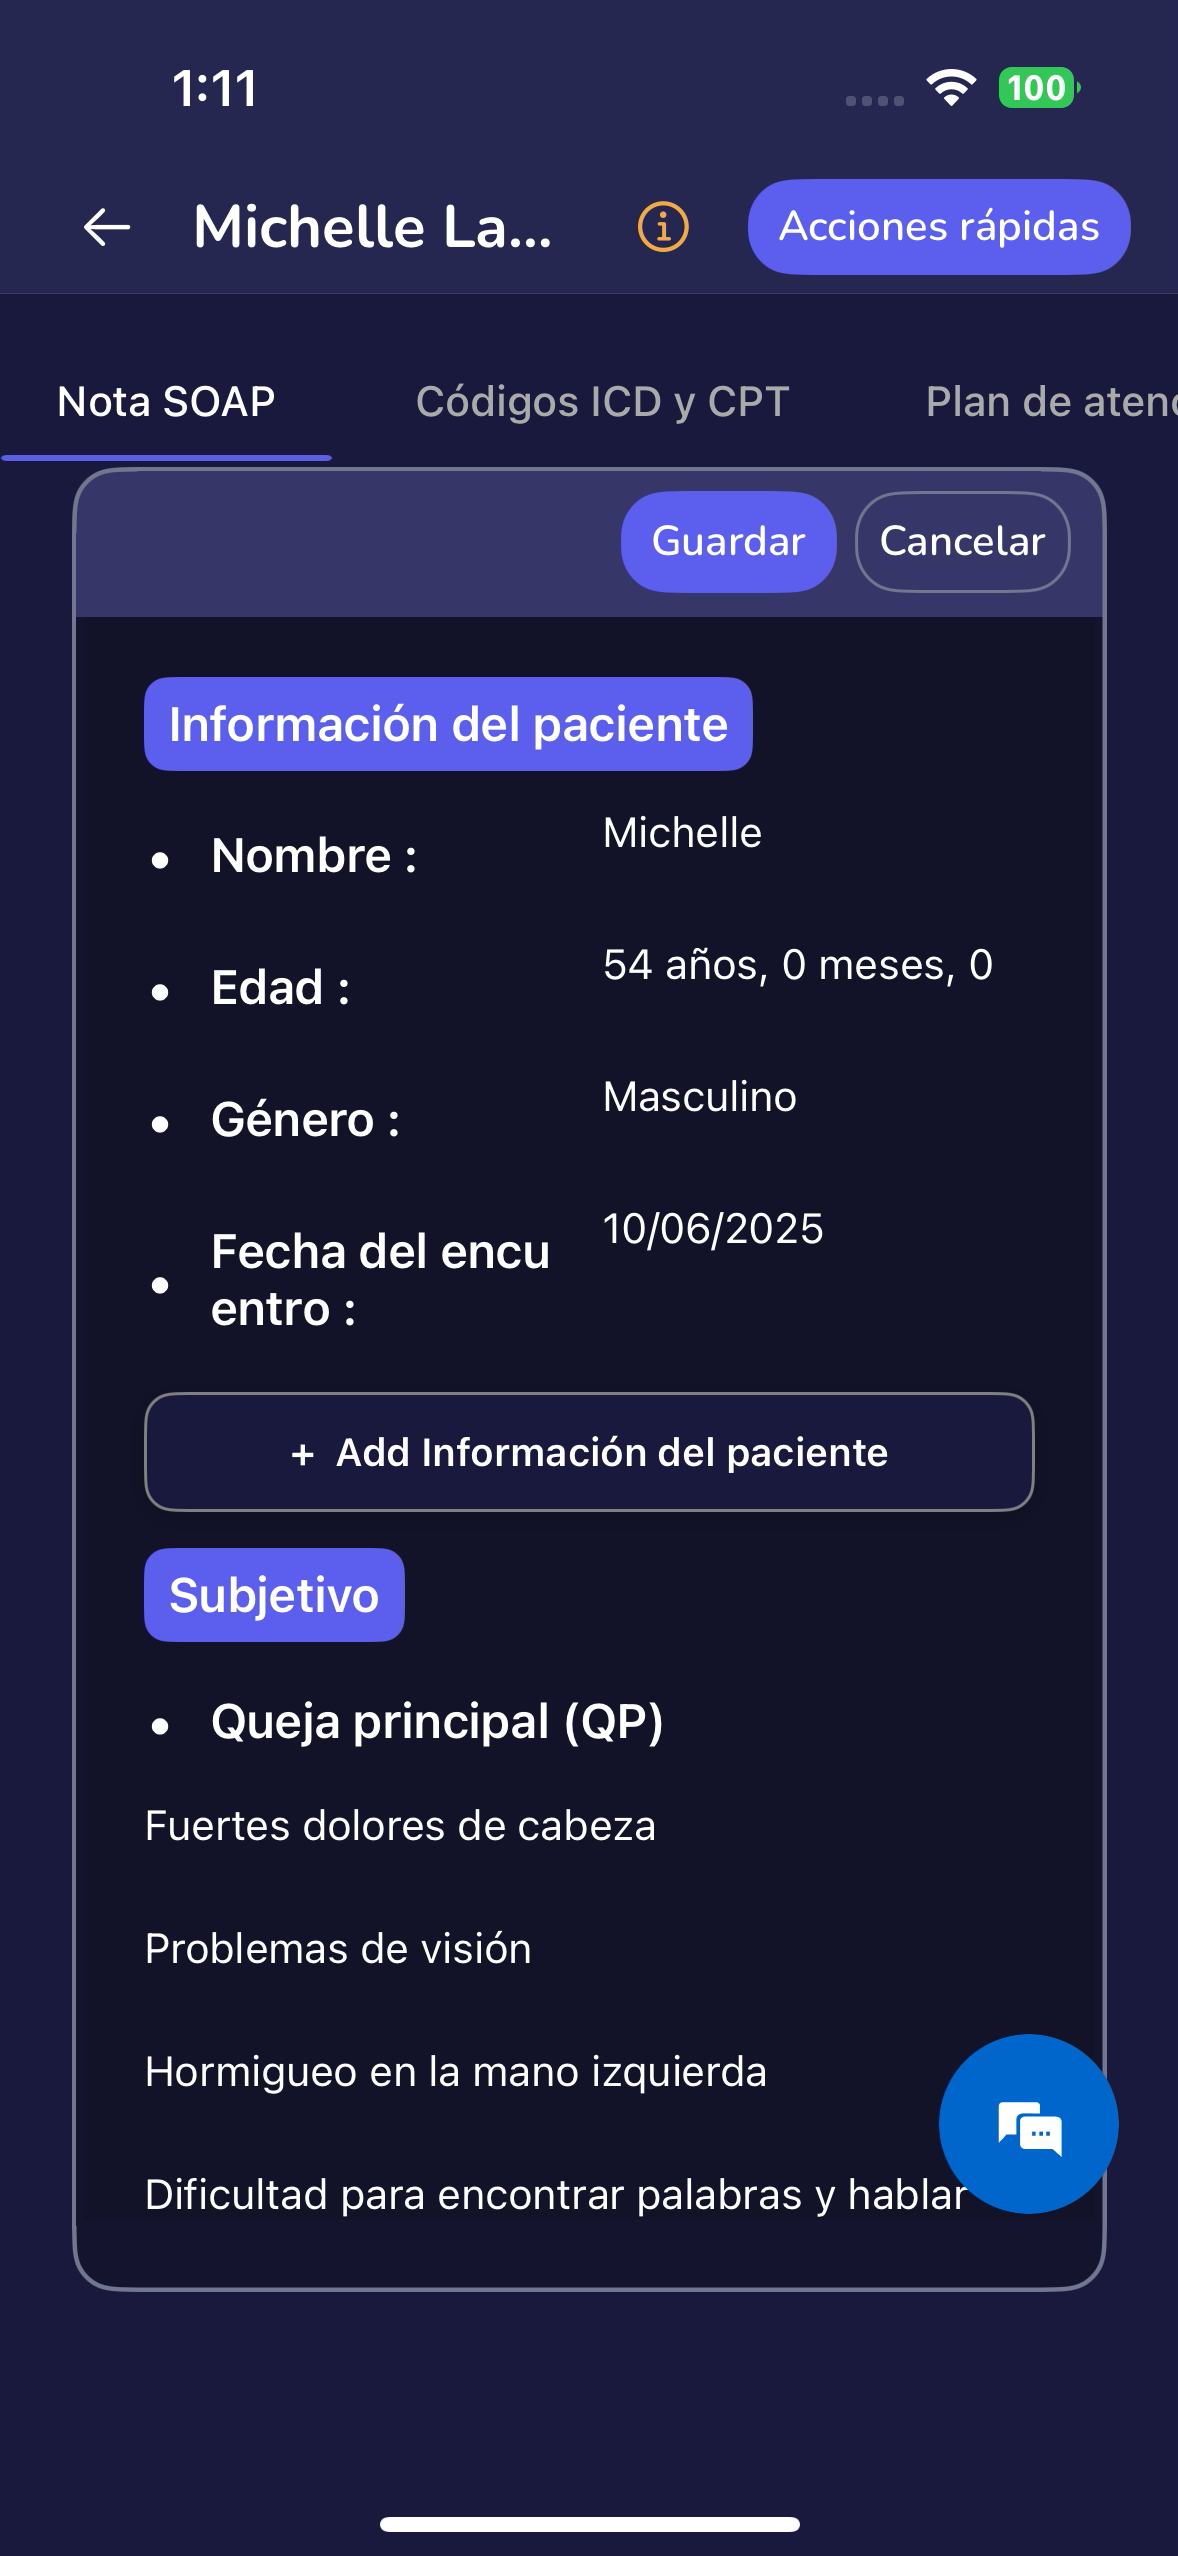 1:11
100
Michelle La...
Acciones rápidas
Nota SOAP
Códigos ICD y CPT
Plan de atenc
Guardar
Cancelar
Información del paciente
• Nombre :
Michelle
• Edad :
54 años, 0 meses, 0
• Género :
Masculino
• Fecha del encu
entro :
10/06/2025
+ Add Información del paciente
Subjetivo
• Queja principal (QP)
Fuertes dolores de cabeza
Problemas de visión
Hormigueo en la mano izquierda
Dificultad para encontrar palabras y hablar